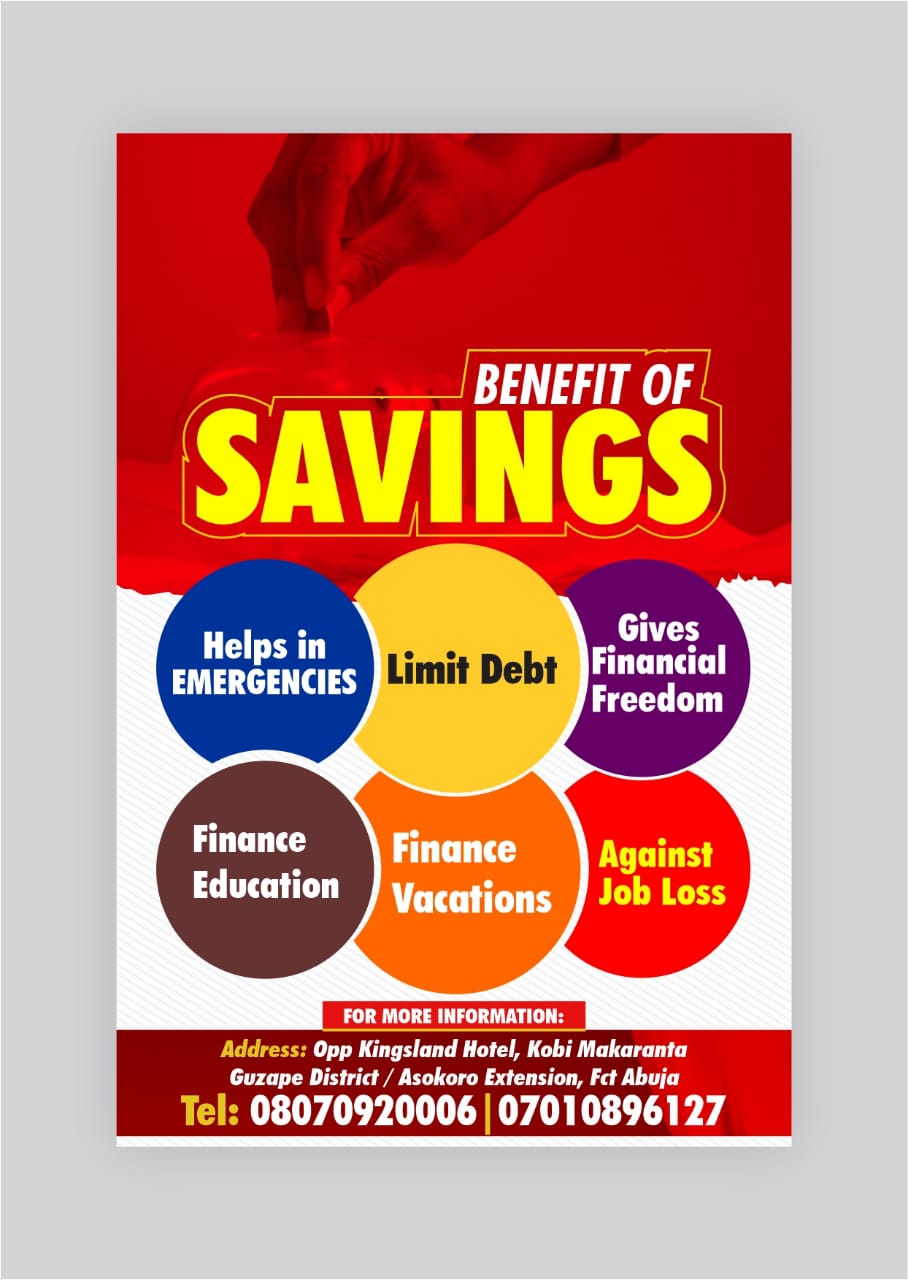 BENEFIT OF
SAVINGS
Helps in
EMERGENCIES
Limit Debt
Gives
Financial
Freedom
Finance
Education
Finance
Vacations
Against
Job Loss
FOR MORE INFORMATION:
Address: Opp Kingsland Hotel, Kobi Makaranta
Guzape District / Asokoro Extension, Fct Abuja
Tel: 08070920006 | 07010896127